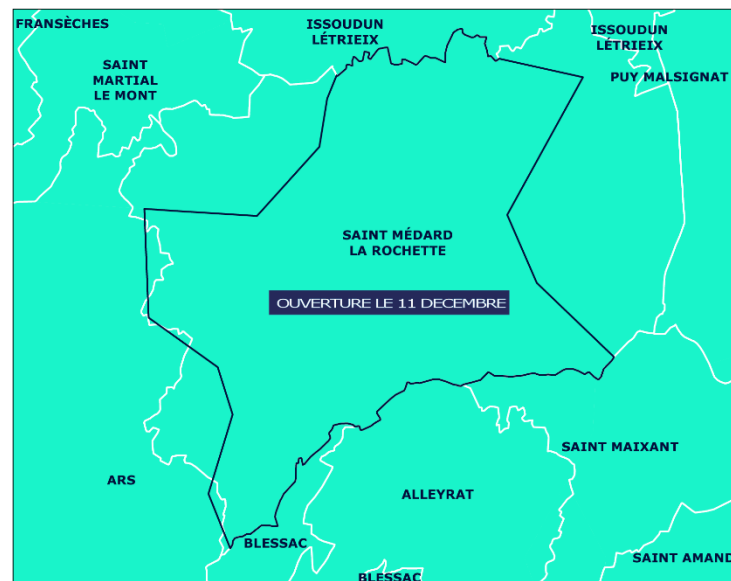 FRANSÈCHES
ISSOUDUN
LÉTRIEIX
ISSOUDUN
LÉTRIEIX
SAINT
MARTIAL
LE MONT
PUY MALSIGNAT
SAINT MÉDARD
LA ROCHETTE
OUVERTURE LE 11 DECEMBRE
SAINT MAIXANT
ARS
ALLEYRAT
BLESSAC
SAINT AMAND
BLESSAC